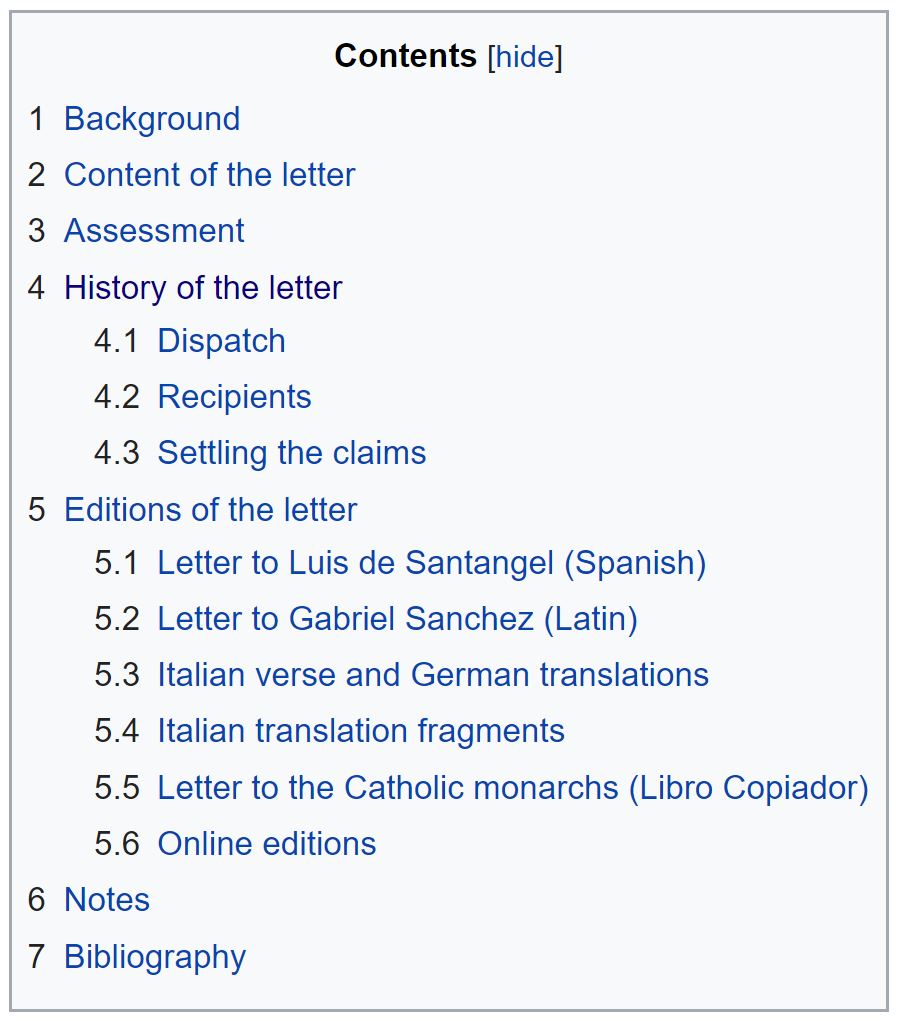 Contents [hide]
1 Background
2 Content of the letter
3 Assessment
4 History of the letter
4.1 Dispatch
4.2 Recipients
4.3 Settling the claims
5 Editions of the letter
5.1 Letter to Luis de Santangel (Spanish)
5.2 Letter to Gabriel Sanchez (Latin)
5.3 Italian verse and German translations
5.4 Italian translation fragments
5.5 Letter to the Catholic monarchs (Libro Copiador)
5.6 Online editions
6 Notes
7 Bibliography